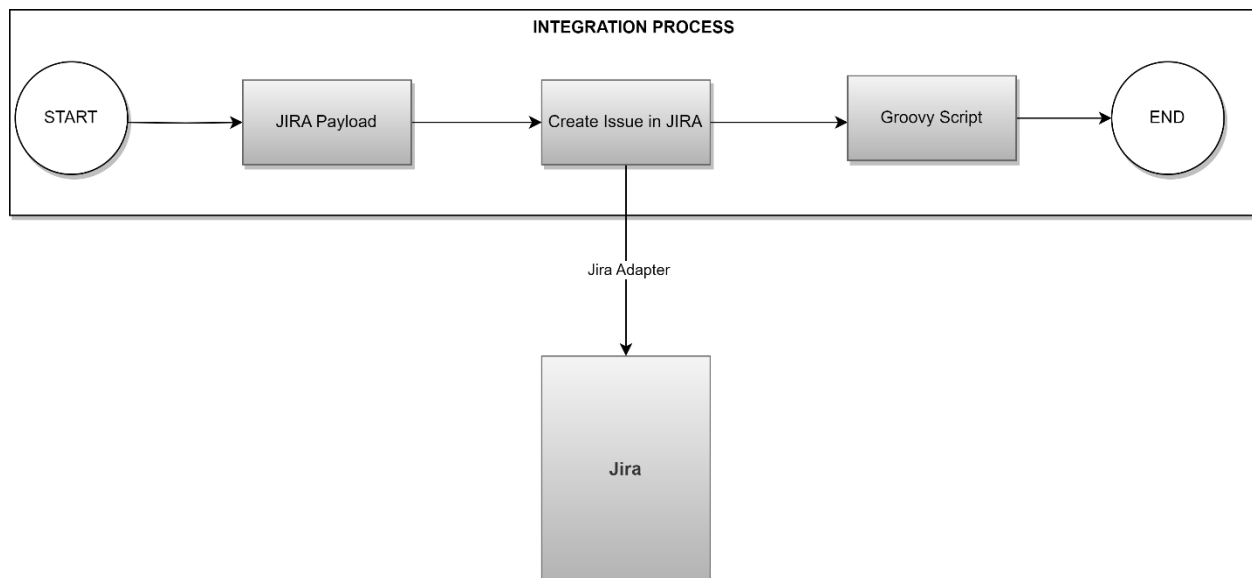 INTEGRATION PROCESS
START
JIRA Payload
Create Issue in JIRA
Groovy Script
END
Jira Adapter
Jira